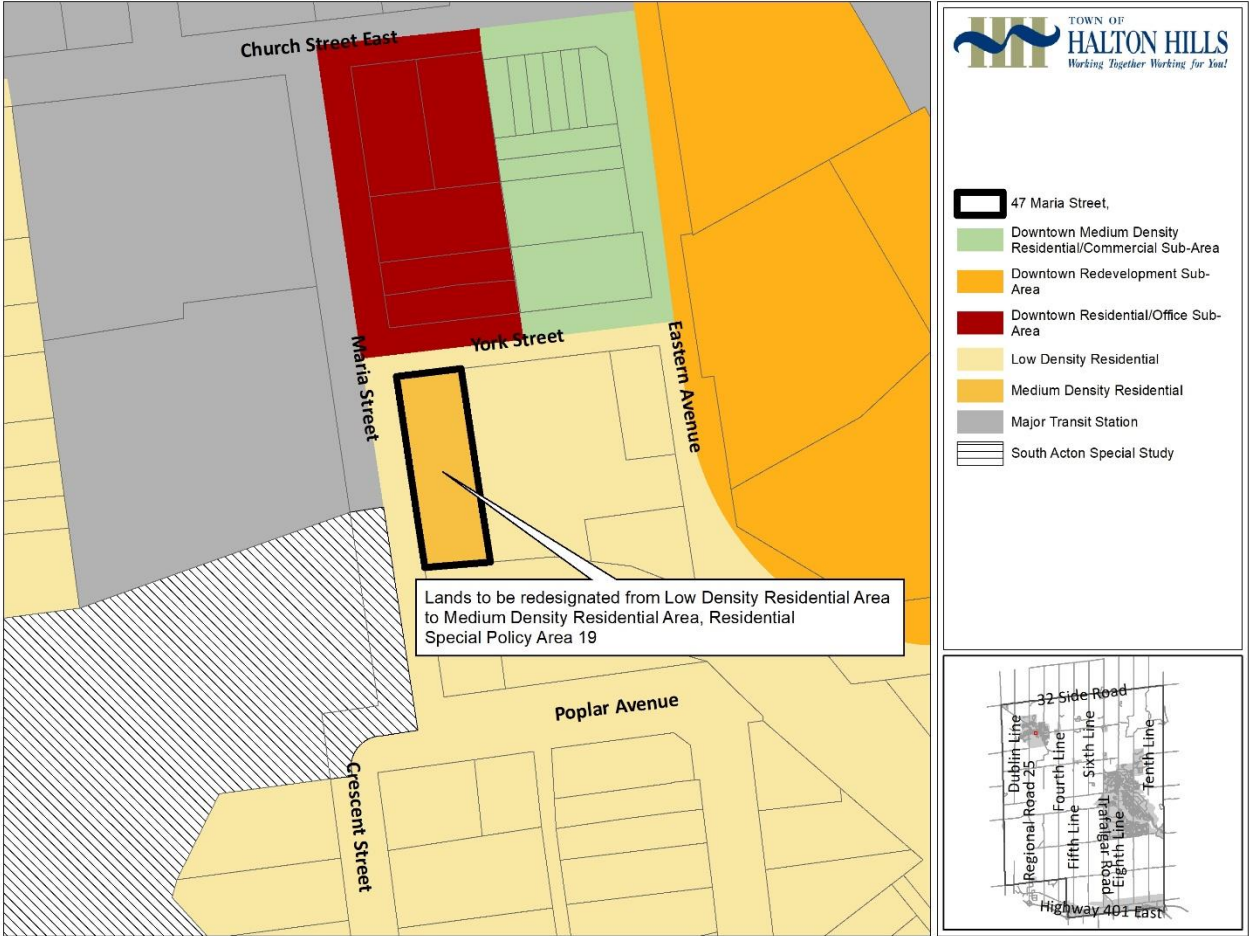 Church Street East
York Street
Maria Street
Eastern Avenue
Lands to be redesignated from Low Density Residential Area
to Medium Density Residential Area, Residential
Special Policy Area 19
Poplar Avenue
Crescent Street
TOWN OF
HALTON HILLS
Working Together Working for You!
47 Maria Street,
Downtown Medium Density
Residential/Commercial Sub-Area
Downtown Redevelopment Sub-
Area
Downtown Residential/Office Sub-
Area
Low Density Residential
Medium Density Residential
Major Transit Station
South Acton Special Study
32 Side Road
Dublin Line
Regional Road 25
Fourth Line
Fifth Line
Sixth Line
Trafalgar Road
Eighth Line
Tenth Line
Highway 401 East